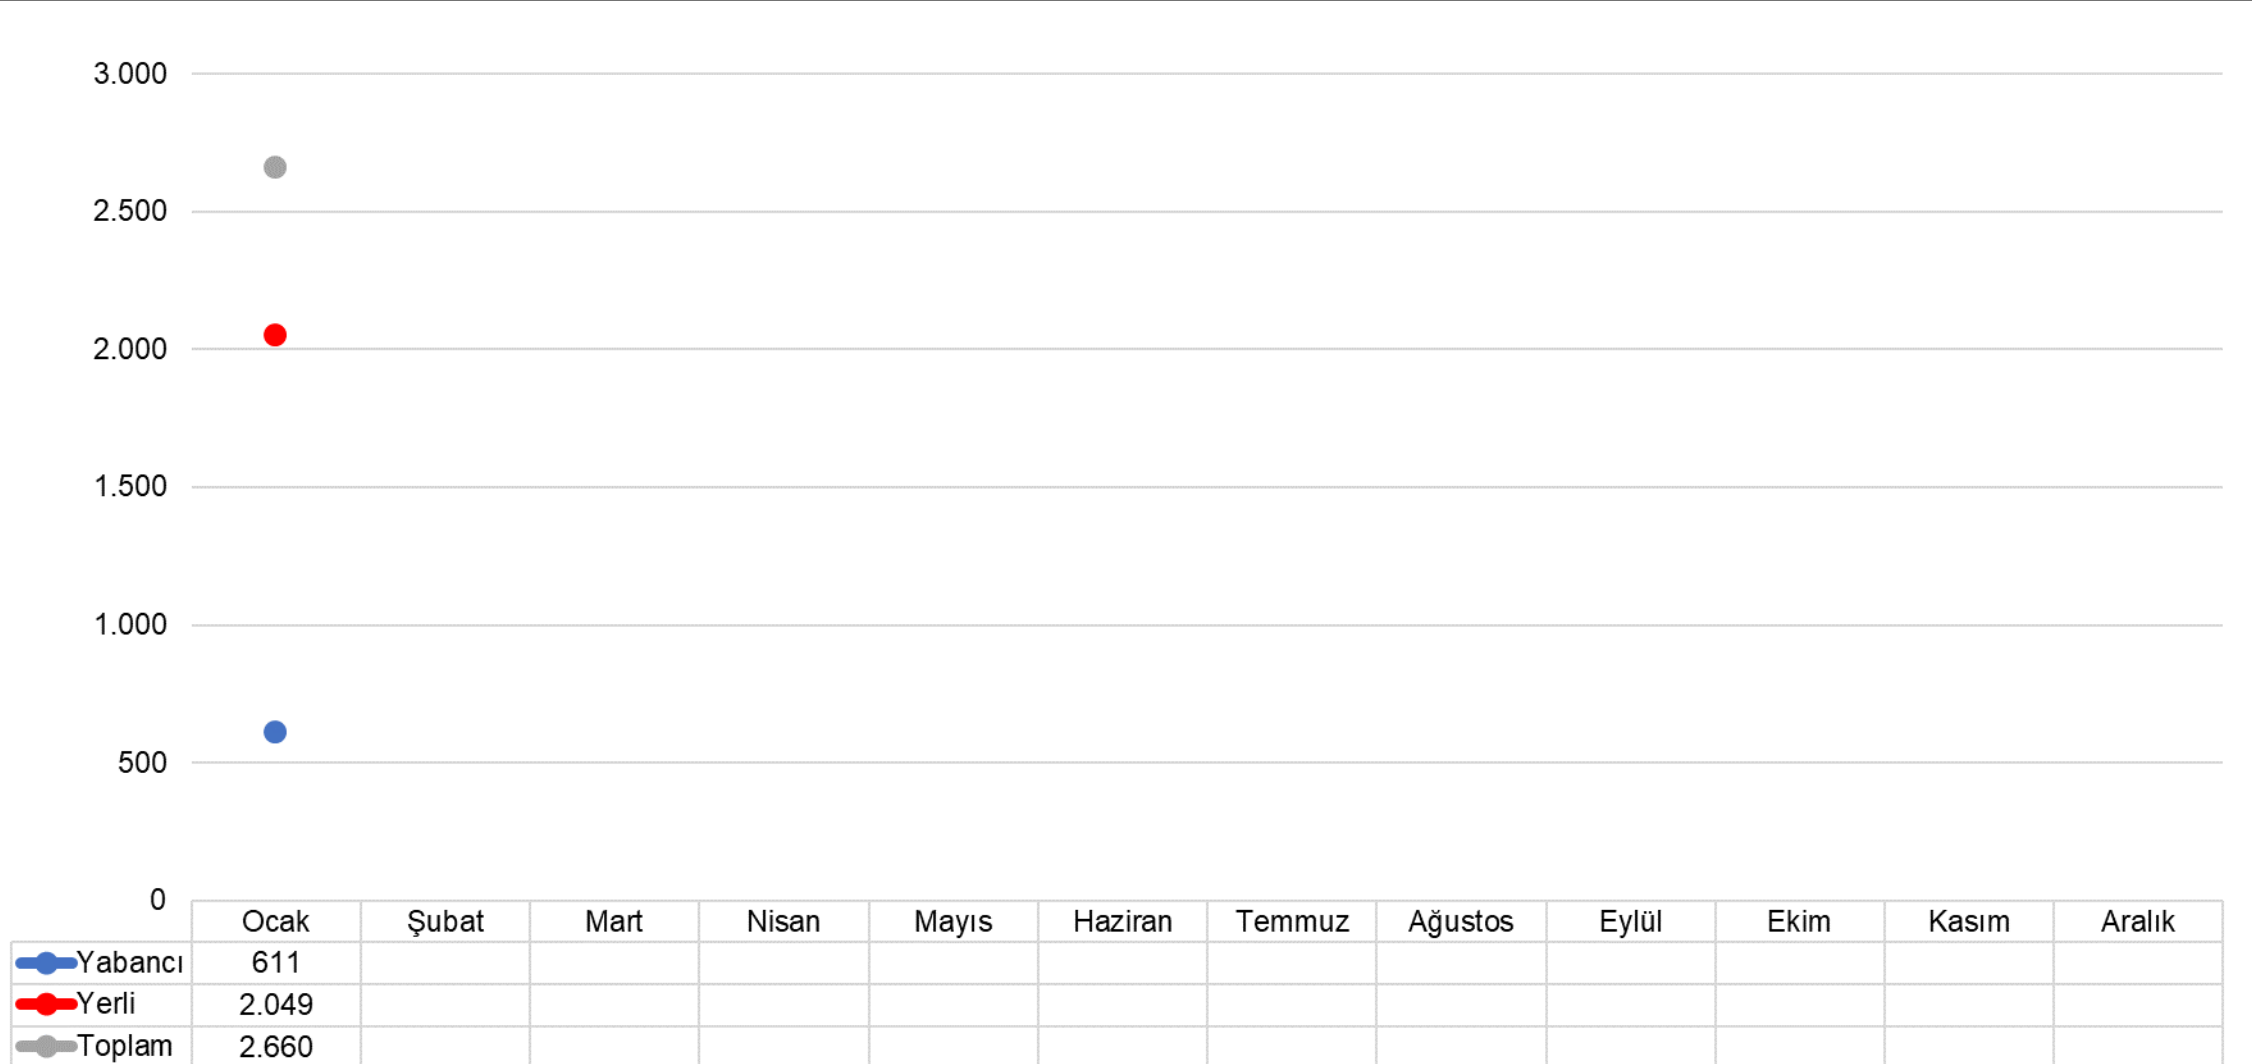 3.000
2.500
2.000
1.500
1.000
500
0
Ocak Şubat Mart Nisan Mayıs Haziran Temmuz Ağustos Eylül Ekim Kasım Aralık
Yabancı 611
Yerli 2.049
Toplam 2.660